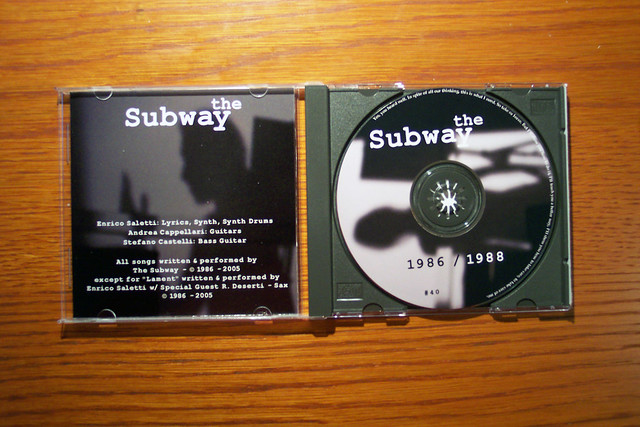 the
Subway
Enrico Saletti: Lyrics, Synth, Synth Drums
Andrea Cappellari: Guitars
Stefano Castelli: Bass Guitar
All songs written & performed by
The Subway - © 1986 - 2005
except for "Lament" written & performed by
Enrico Saletti w/ Special Guest R. Deserti - Sax
© 1986 - 2005
the
Subway
1986 / 1988
#40